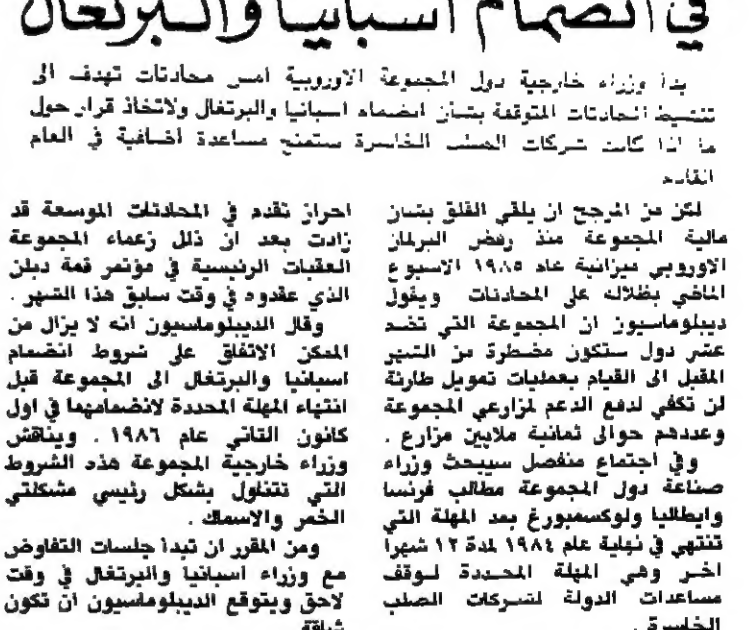 في انضمام اسبانيا والبرتغال
بدأ وزراء خارجية دول المجموعة الاوروبية امس محادثات تهدف الى
تنشيط المحادثات المتوقفة بشان انضمام اسبانيا والبرتغال ولاتخاذ قرار حول
ما اذا كانت شركات الصلب الخاسرة ستمنح مساعدة اضافية في العام
القادم
لكن من المرجح ان يلقي القلق بشان
مالية المجموعة منذ رفض البرلمان
الاوروبي ميزانية عام ١٩٨٥ الاسبوع
الماضي بظلاله على المحادثات ويقول
ديبلوماسيون ان المجموعة التي تضم
عشر دول ستكون مضطرة من الشهر
المقبل الى القيام بعمليات تمويل طارئة
لن تكفي لدفع الدعم لمزارعي المجموعة
وعددهم حوالى ثمانية ملايين مزارع .
وفي اجتماع منفصل سيبحث وزراء
صناعة دول المجموعة مطالب فرنسا
وايطاليا ولوكسمبورغ بمد المهلة التي
تنتهي في نهاية عام ١٩٨٤ لمدة ١٢ شهرا
اخر وهي المهلة المحددة لوقف
مساعدات الدولة لشركات الصلب
الخاسرة .
احراز تقدم في المحادثات الموسعة قد
زادت بعد ان ذلل زعماء المجموعة
العقبات الرئيسية في مؤتمر قمة دبلن
الذي عقدوه في وقت سابق هذا الشهر .
وقال الديبلوماسيون انه لا يزال من
الممكن الاتفاق على شروط انضمام
اسبانيا والبرتغال الى المجموعة قبل
انتهاء المهلة المحددة لانضمامهما في اول
كانون الثاني عام ١٩٨٦ . ويناقش
وزراء خارجية المجموعة هذه الشروط
التي تتناول بشكل رئيسي مشكلتي
الخمر والاسماك .
ومن المقرر ان تبدأ جلسات التفاوض
مع وزراء اسبانيا والبرتغال في وقت
لاحق ويتوقع الديبلوماسيون ان تكون
شاقة